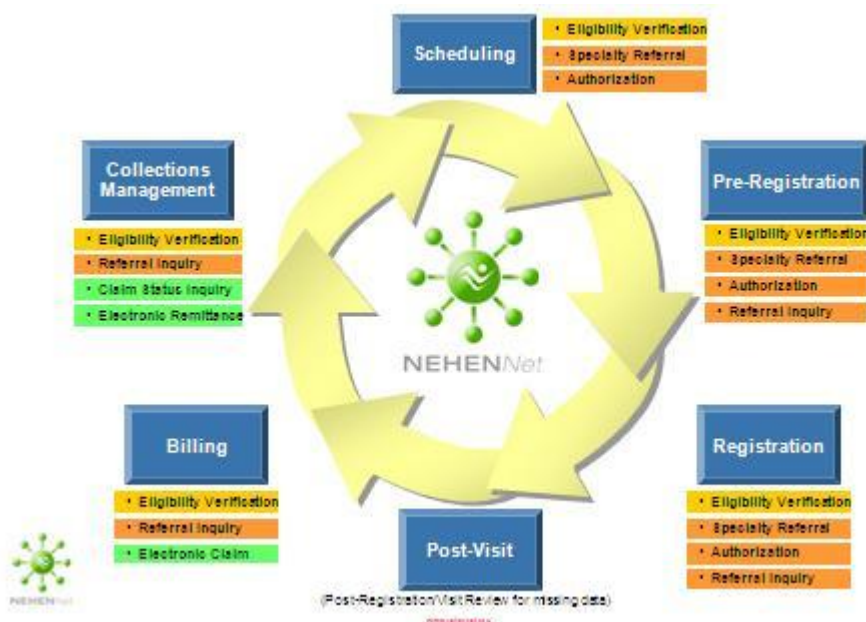 Scheduling
• Eligibility Verification
• Specialty Referral
• Authorization
Collections
Management
• Eligibility Verification
• Referral Inquiry
• Claim Status Inquiry
• Electronic Remittance
Pre-Registration
• Eligibility Verification
• Specialty Referral
• Authorization
• Referral Inquiry
NEHENNet
Billing
• Eligibility Verification
• Referral Inquiry
• Electronic Claim
Registration
• Eligibility Verification
• Specialty Referral
• Authorization
• Referral Inquiry
Post-Visit
(Post-Registration/Visit Review for missing data)
NEHENNet